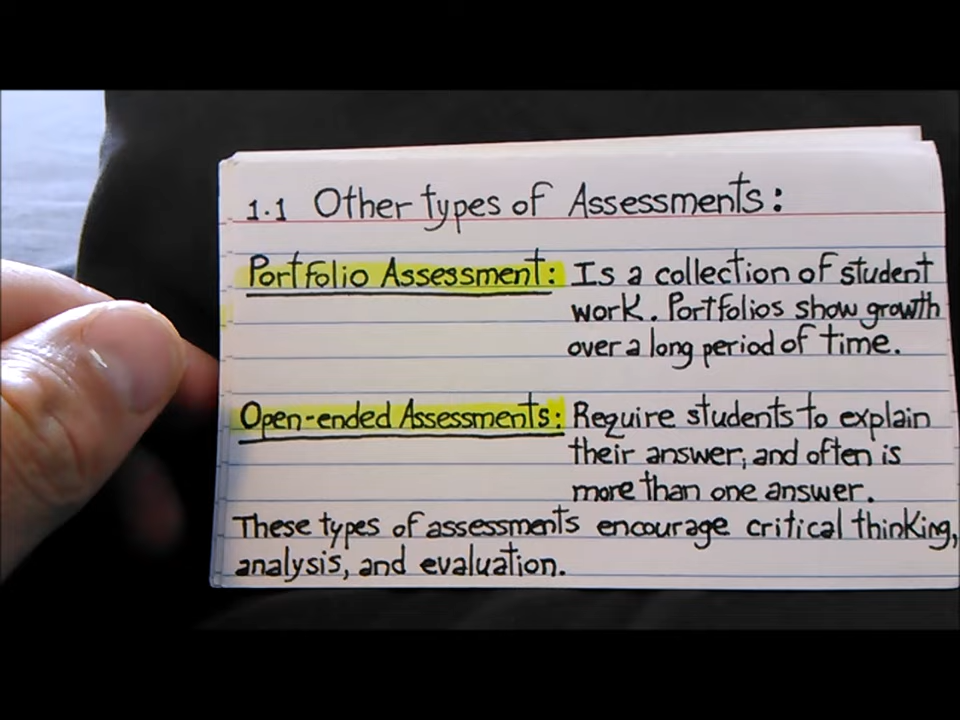 1.1 Other types of Assessments:
Portfolio Assessment: Is a collection of student
work. Portfolios show growth
over a long period of time.
Open-ended Assessments: Require students to explain
their answer, and often is
more than one answer.
These types of assessments encourage critical thinking,
analysis, and evaluation.